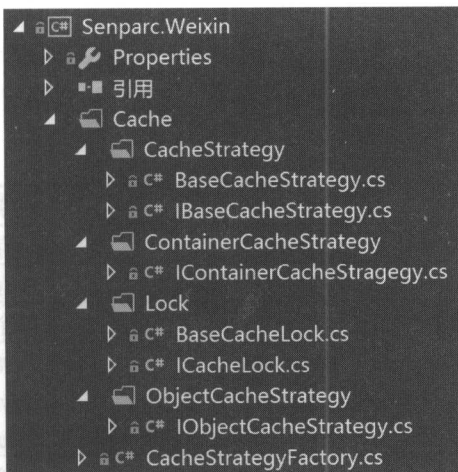 C# Senparc.Weixin
Properties
引用
Cache
CacheStrategy
C# BaseCacheStrategy.cs
C# IBaseCacheStrategy.cs
ContainerCacheStrategy
C# IContainerCacheStragegy.cs
Lock
C# BaseCacheLock.cs
C# ICacheLock.cs
ObjectCacheStrategy
C# IObjectCacheStrategy.cs
C# CacheStrategyFactory.cs